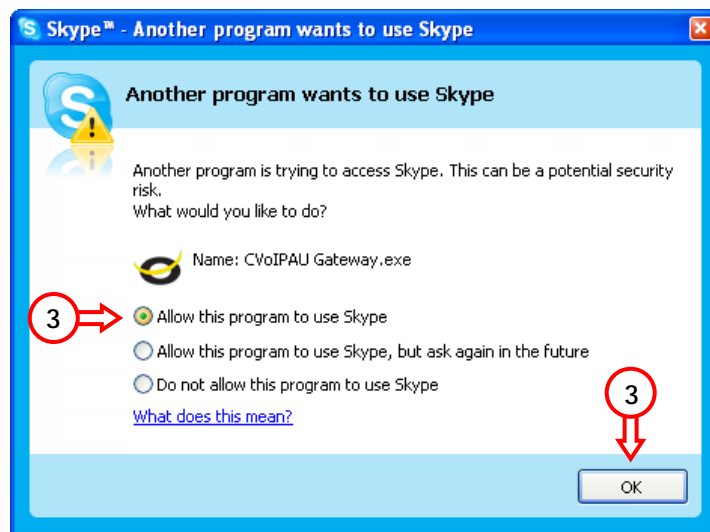 Skype™ - Another program wants to use Skype
Another program wants to use Skype
Another program is trying to access Skype. This can be a potential security
risk.
What would you like to do?
Name: CVoIPAU Gateway.exe
3
Allow this program to use Skype
Allow this program to use Skype, but ask again in the future
Do not allow this program to use Skype
What does this mean?
3
OK